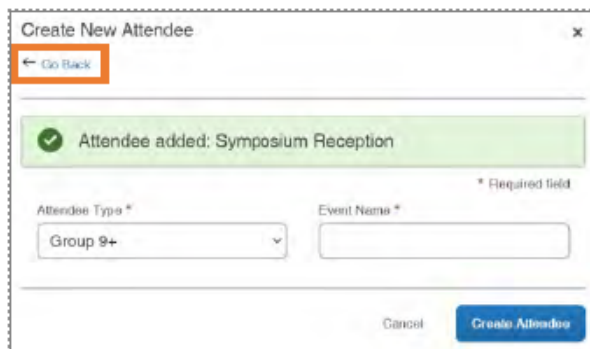 Create New Attendee ×
← Go Back
Attendee added: Symposium Reception
* Required field
Attendee Type * Event Name *
Group 9+
Cancel Create Attendee